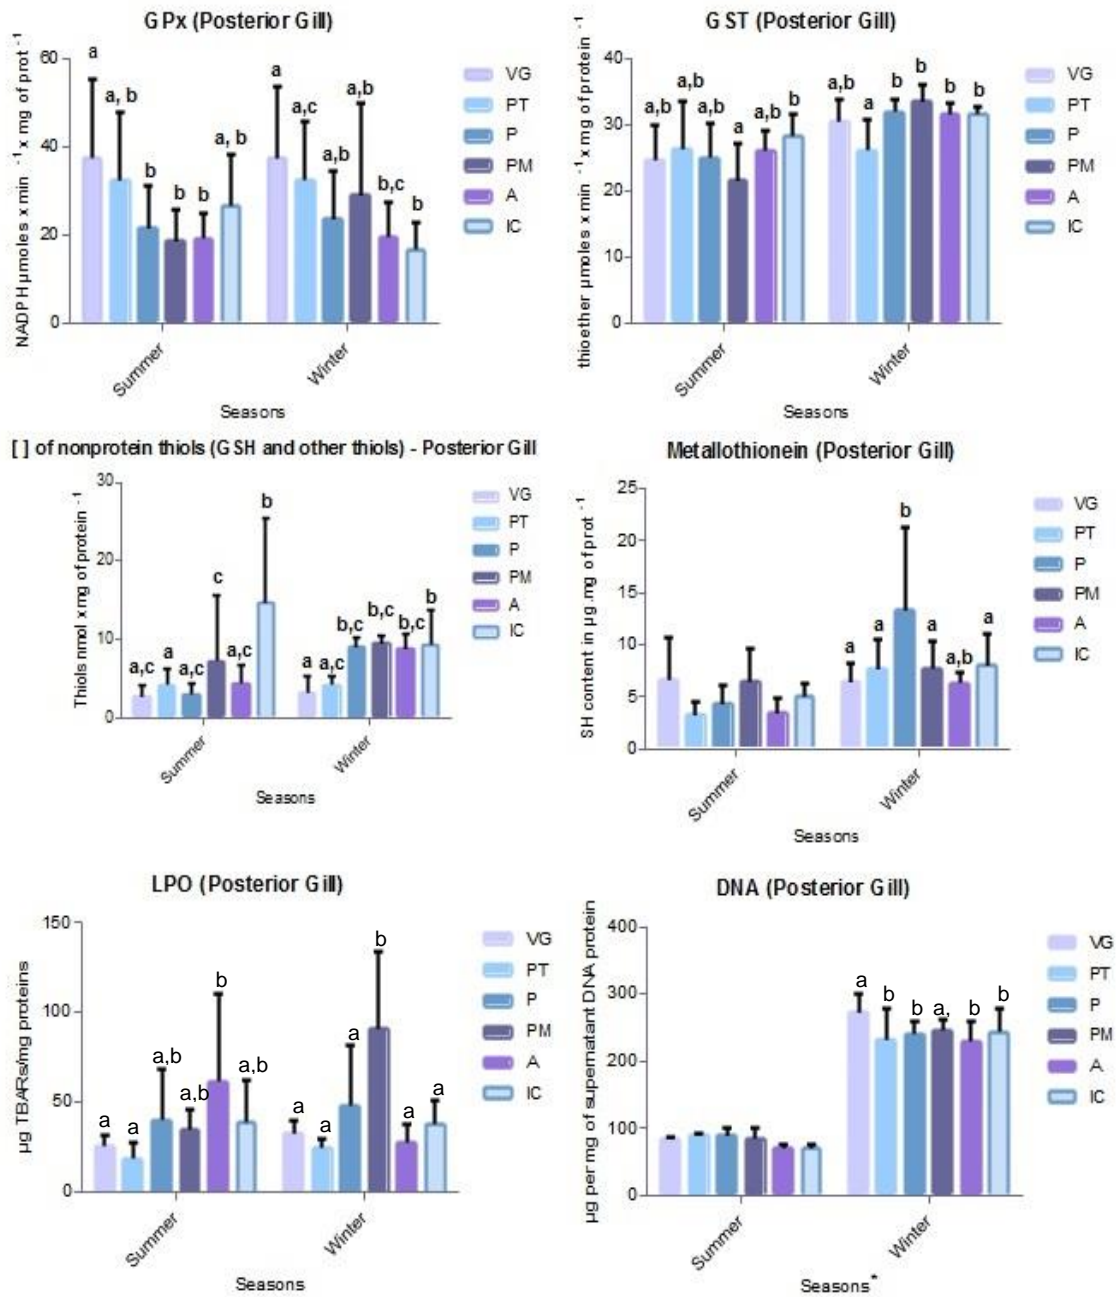 GPx (Posterior Gill)
NADPH µmoles x min -1 x mg of prot -1
60
40
20
0
a
a, b
b
b
b
a, b
a
a,c
a,b
a,b
b,c
b
VG
PT
P
PM
A
IC
Summer
Winter
Seasons
GST (Posterior Gill)
thioether µmoles x min -1 x mg of protein -1
40
30
20
10
0
a,b
a,b
a,b
a
a,b
b
a,b
a
b
b
b
b
VG
PT
P
PM
A
IC
Summer
Winter
Seasons
[ ] of nonprotein thiols (GSH and other thiols) - Posterior Gill
Thiols nmol x mg of protein -1
30
20
10
0
a,c
a
a,c
c
a,c
b
a
a,c
b,c
b,c
b,c
b
VG
PT
P
PM
A
IC
Summer
Winter
Seasons
Metallothionein (Posterior Gill)
SH content in µg .mg of prot -1
25
20
15
10
5
0
a
a
b
a
a,b
a
VG
PT
P
PM
A
IC
Summer
Winter
Seasons
LPO (Posterior Gill)
µg TBARs/mg proteins
150
100
50
0
a
a
a,b
a,b
b
a,b
a
a
a
b
a
a
VG
PT
P
PM
A
IC
Summer
Winter
Seasons
DNA (Posterior Gill)
µg per mg of supernatant DNA protein
400
300
200
100
0
a
b
b
a,
b
b
VG
PT
P
PM
A
IC
Summer
Winter
Seasons*